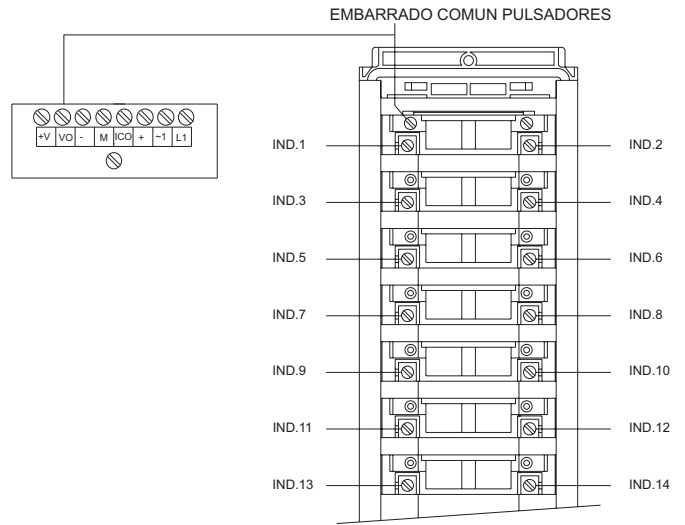 EMBARRADO COMUN PULSADORES
+V VO - M ICO + ~1 L1
IND.1 IND.2
IND.3 IND.4
IND.5 IND.6
IND.7 IND.8
IND.9 IND.10
IND.11 IND.12
IND.13 IND.14